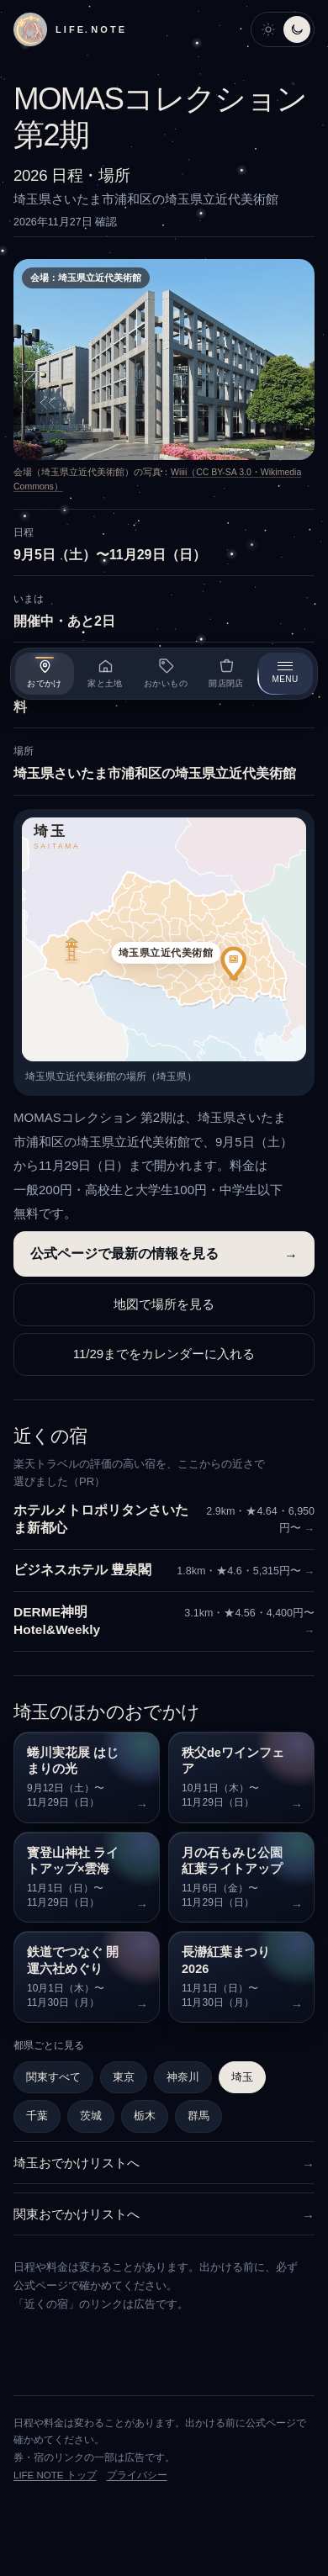 LIFE NOTE
MOMASコレクション
第2期
2026 日程・場所
埼玉県さいたま市浦和区の埼玉県立近代美術館
2026年11月27日 確認
会場：埼玉県立近代美術館
会場（埼玉県立近代美術館）の写真：Wiiii（CC BY-SA 3.0・Wikimedia
Commons）
日程
9月5日（土）〜11月29日（日）
いまは
開催中・あと2日
おでかけ
家と土地
おかいもの
開店閉店
MENU
料
場所
埼玉県さいたま市浦和区の埼玉県立近代美術館
埼玉
SAITAMA
埼玉県立近代美術館
埼玉県立近代美術館の場所（埼玉県）
MOMASコレクション 第2期は、埼玉県さいたま
市浦和区の埼玉県立近代美術館で、9月5日（土）
から11月29日（日）まで開かれます。料金は
一般200円・高校生と大学生100円・中学生以下
無料です。
公式ページで最新の情報を見る →
地図で場所を見る
11/29までをカレンダーに入れる
近くの宿
楽天トラベルの評価の高い宿を、ここからの近さで
選びました（PR）
ホテルメトロポリタンさいた
ま新都心
2.9km・★4.64・6,950
円〜 →
ビジネスホテル 豊泉閣
1.8km・★4.6・5,315円〜 →
DERME神明
Hotel&Weekly
3.1km・★4.56・4,400円〜
→
埼玉のほかのおでかけ
蜷川実花展 はじ
まりの光
9月12日（土）〜
11月29日（日） →
秩父deワインフェ
ア
10月1日（木）〜
11月29日（日） →
寳登山神社 ライ
トアップ×雲海
11月1日（日）〜
11月29日（日） →
月の石もみじ公園
紅葉ライトアップ
11月6日（金）〜
11月29日（日） →
鉄道でつなぐ 開
運六社めぐり
10月1日（木）〜
11月30日（月） →
長瀞紅葉まつり
2026
11月1日（日）〜
11月30日（月） →
都県ごとに見る
関東すべて
東京
神奈川
埼玉
千葉
茨城
栃木
群馬
埼玉おでかけリストへ →
関東おでかけリストへ →
日程や料金は変わることがあります。出かける前に、必ず
公式ページで確かめてください。
「近くの宿」のリンクは広告です。
日程や料金は変わることがあります。出かける前に公式ページで
確かめてください。
券・宿のリンクの一部は広告です。
LIFE NOTE トップ プライバシー